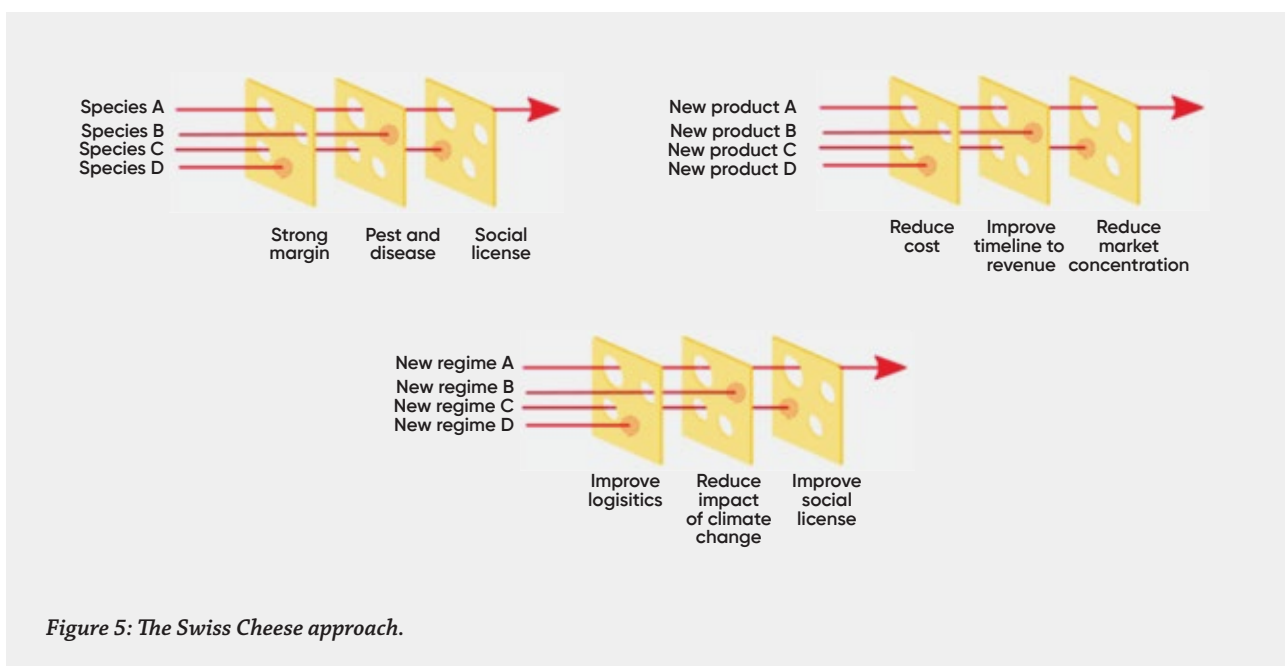 Species A
Species B
Species C
Species D
Strong
margin
Pest and
disease
Social
license
New product A
New product B
New product C
New product D
Reduce
cost
Improve
timeline to
revenue
Reduce
market
concentration
New regime A
New regime B
New regime C
New regime D
Improve
logisitics
Reduce
impact
of climate
change
Improve
social
license
Figure 5: The Swiss Cheese approach.